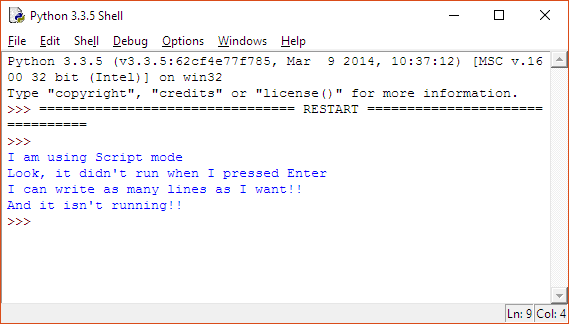 Python 3.3.5 Shell
File Edit Shell Debug Options Windows Help
Python 3.3.5 (v3.3.5:62cf4e77f785, Mar  9 2014, 10:37:12) [MSC v.16
00 32 bit (Intel)] on win32
Type "copyright", "credits" or "license()" for more information.
>>> ================================ RESTART ======================
==========
>>>
I am using Script mode
Look, it didn't run when I pressed Enter
I can write as many lines as I want!!
And it isn't running!!
>>>
Ln: 9 Col: 4